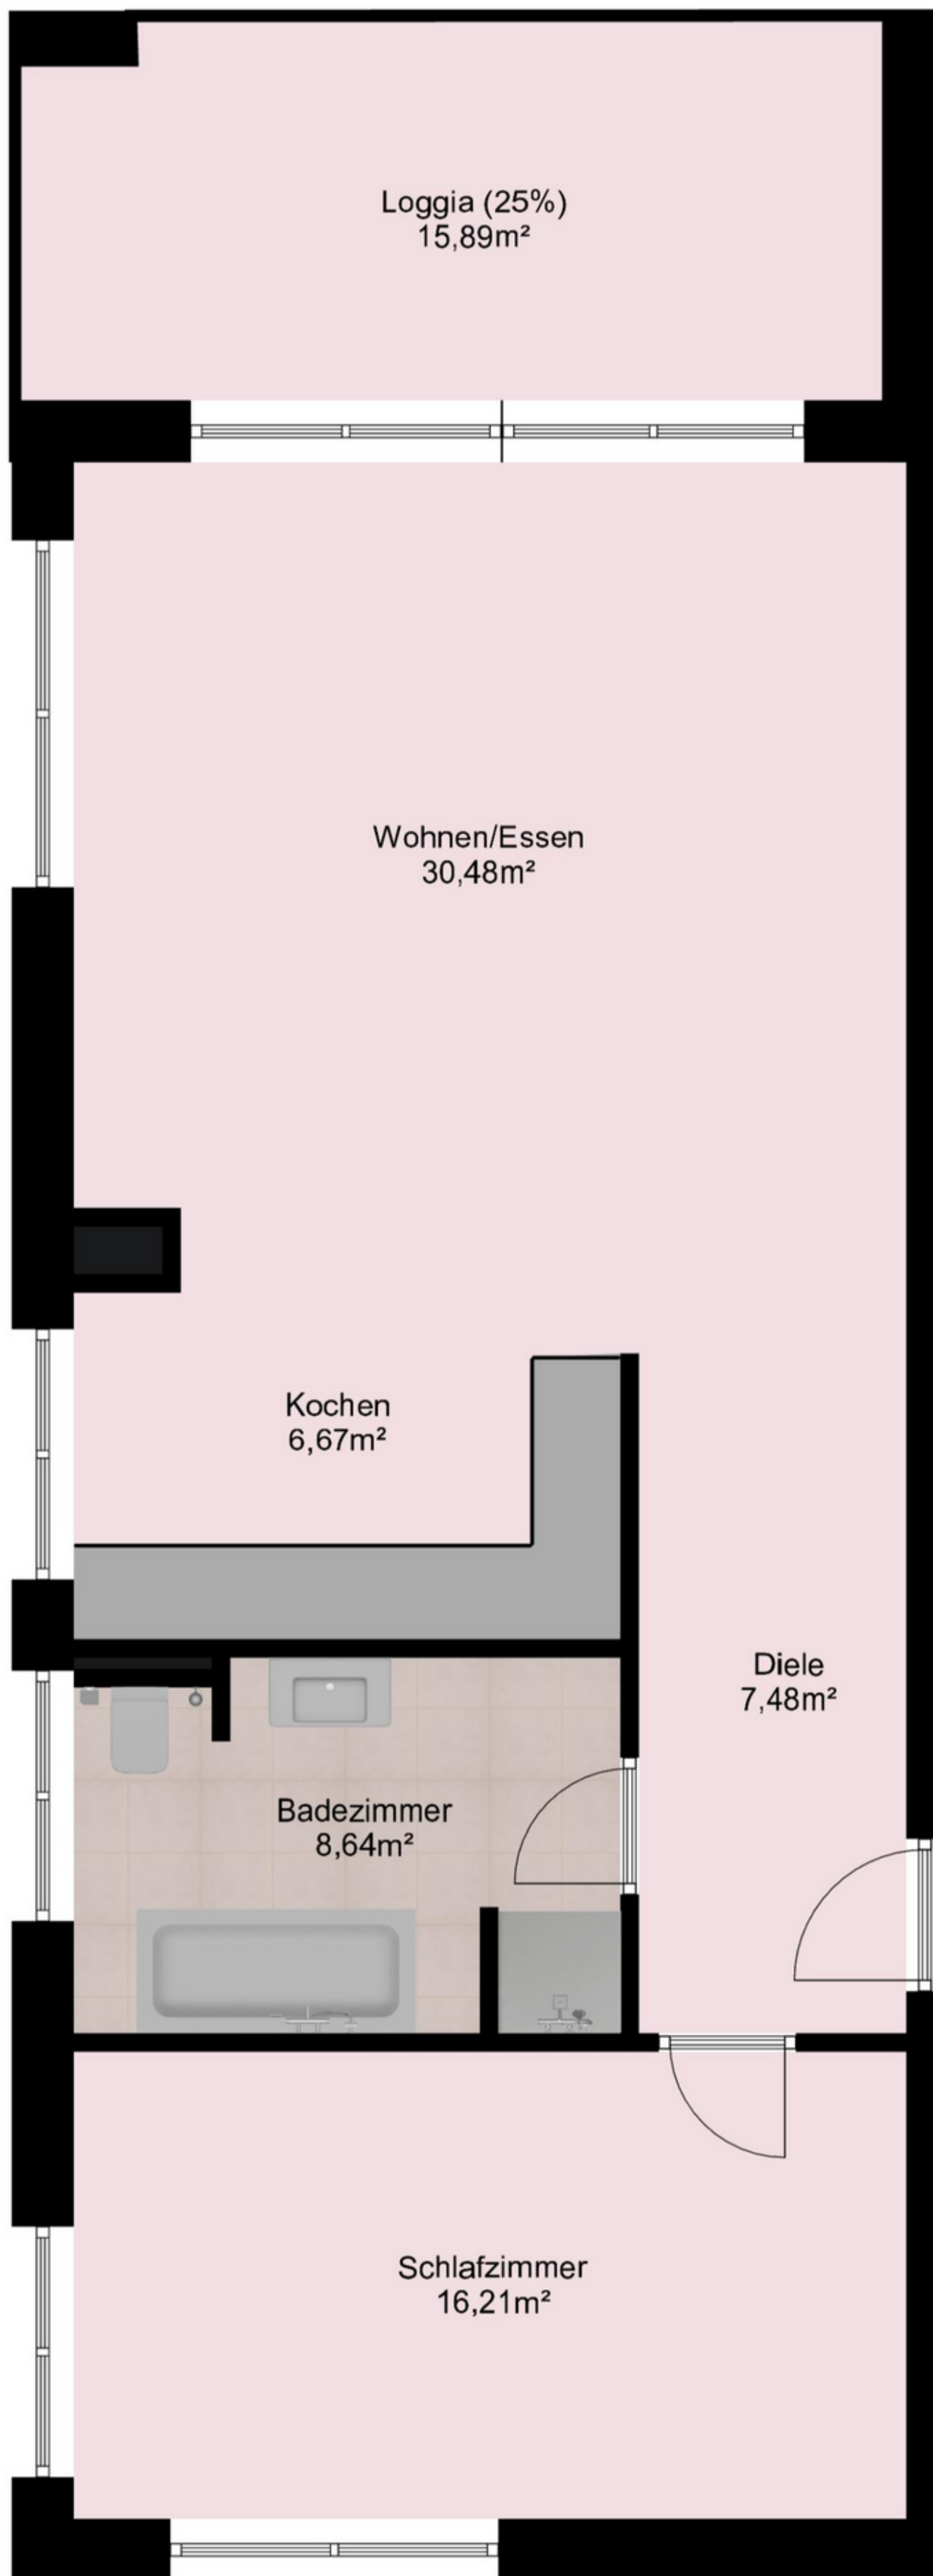 Loggia (25%)
15,89m²
Wohnen/Essen
30,48m²
Kochen
6,67m²
Diele
7,48m²
Badezimmer
8,64m²
Schlafzimmer
16,21m²